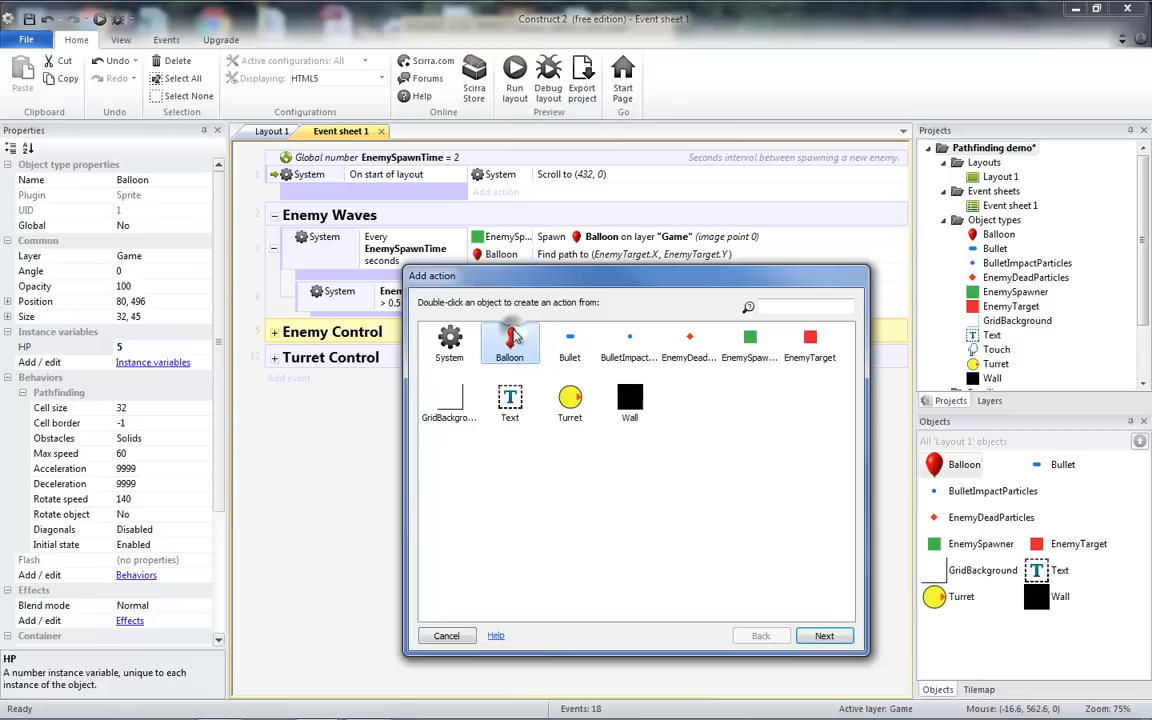 Construct 2 (free edition) - Event sheet 1
File Home View Events Upgrade
Paste Cut Copy
Clipboard
Undo Redo
Undo
Delete Select All Select None
Selection
Active configurations: All
Displaying: HTML5
Configurations
Scirra.com Forums Help
Scirra Store
Online
Run layout Debug layout Export project
Preview
Start Page
Go
Properties
Object type properties
Name Balloon
Plugin Sprite
UID 1
Global No
Common
Layer Game
Angle 0
Opacity 100
Position 80, 496
Size 32, 45
Instance variables
HP 5
Add / edit Instance variables
Behaviors
Pathfinding
Cell size 32
Cell border -1
Obstacles Solids
Max speed 60
Acceleration 9999
Deceleration 9999
Rotate speed 140
Rotate object No
Diagonals Disabled
Initial state Enabled
Flash (no properties)
Add / edit Behaviors
Effects
Blend mode Normal
Add / edit Effects
Container
HP
A number instance variable, unique to each
instance of the object.
Layout 1 Event sheet 1
Global number EnemySpawnTime = 2 Seconds interval between spawning a new enemy.
1 System On start of layout System Scroll to (432, 0)
Add action
2 Enemy Waves
3 System Every EnemySpawnTime seconds
EnemySp... Spawn Balloon on layer "Game" (image point 0)
Balloon Find path to (EnemyTarget.X, EnemyTarget.Y)
4 System
> 0.5
5 Enemy Control
12 Turret Control
Add event
Add action
Double-click an object to create an action from:
System Balloon Bullet BulletImpact... EnemyDead... EnemySpaw... EnemyTarget
GridBackgro... Text Turret Wall
Cancel Help Back Next
Projects
Pathfinding demo*
Layouts
Layout 1
Event sheets
Event sheet 1
Object types
Balloon
Bullet
BulletImpactParticles
EnemyDeadParticles
EnemySpawner
EnemyTarget
GridBackground
Text
Touch
Turret
Wall
Projects Layers
Objects
All 'Layout 1' objects
Balloon Bullet
BulletImpactParticles
EnemyDeadParticles
EnemySpawner EnemyTarget
GridBackground Text
Turret Wall
Objects Tilemap
Ready Events: 18 Active layer: Game Mouse: (-16.6, 562.6, 0) Zoom: 75%